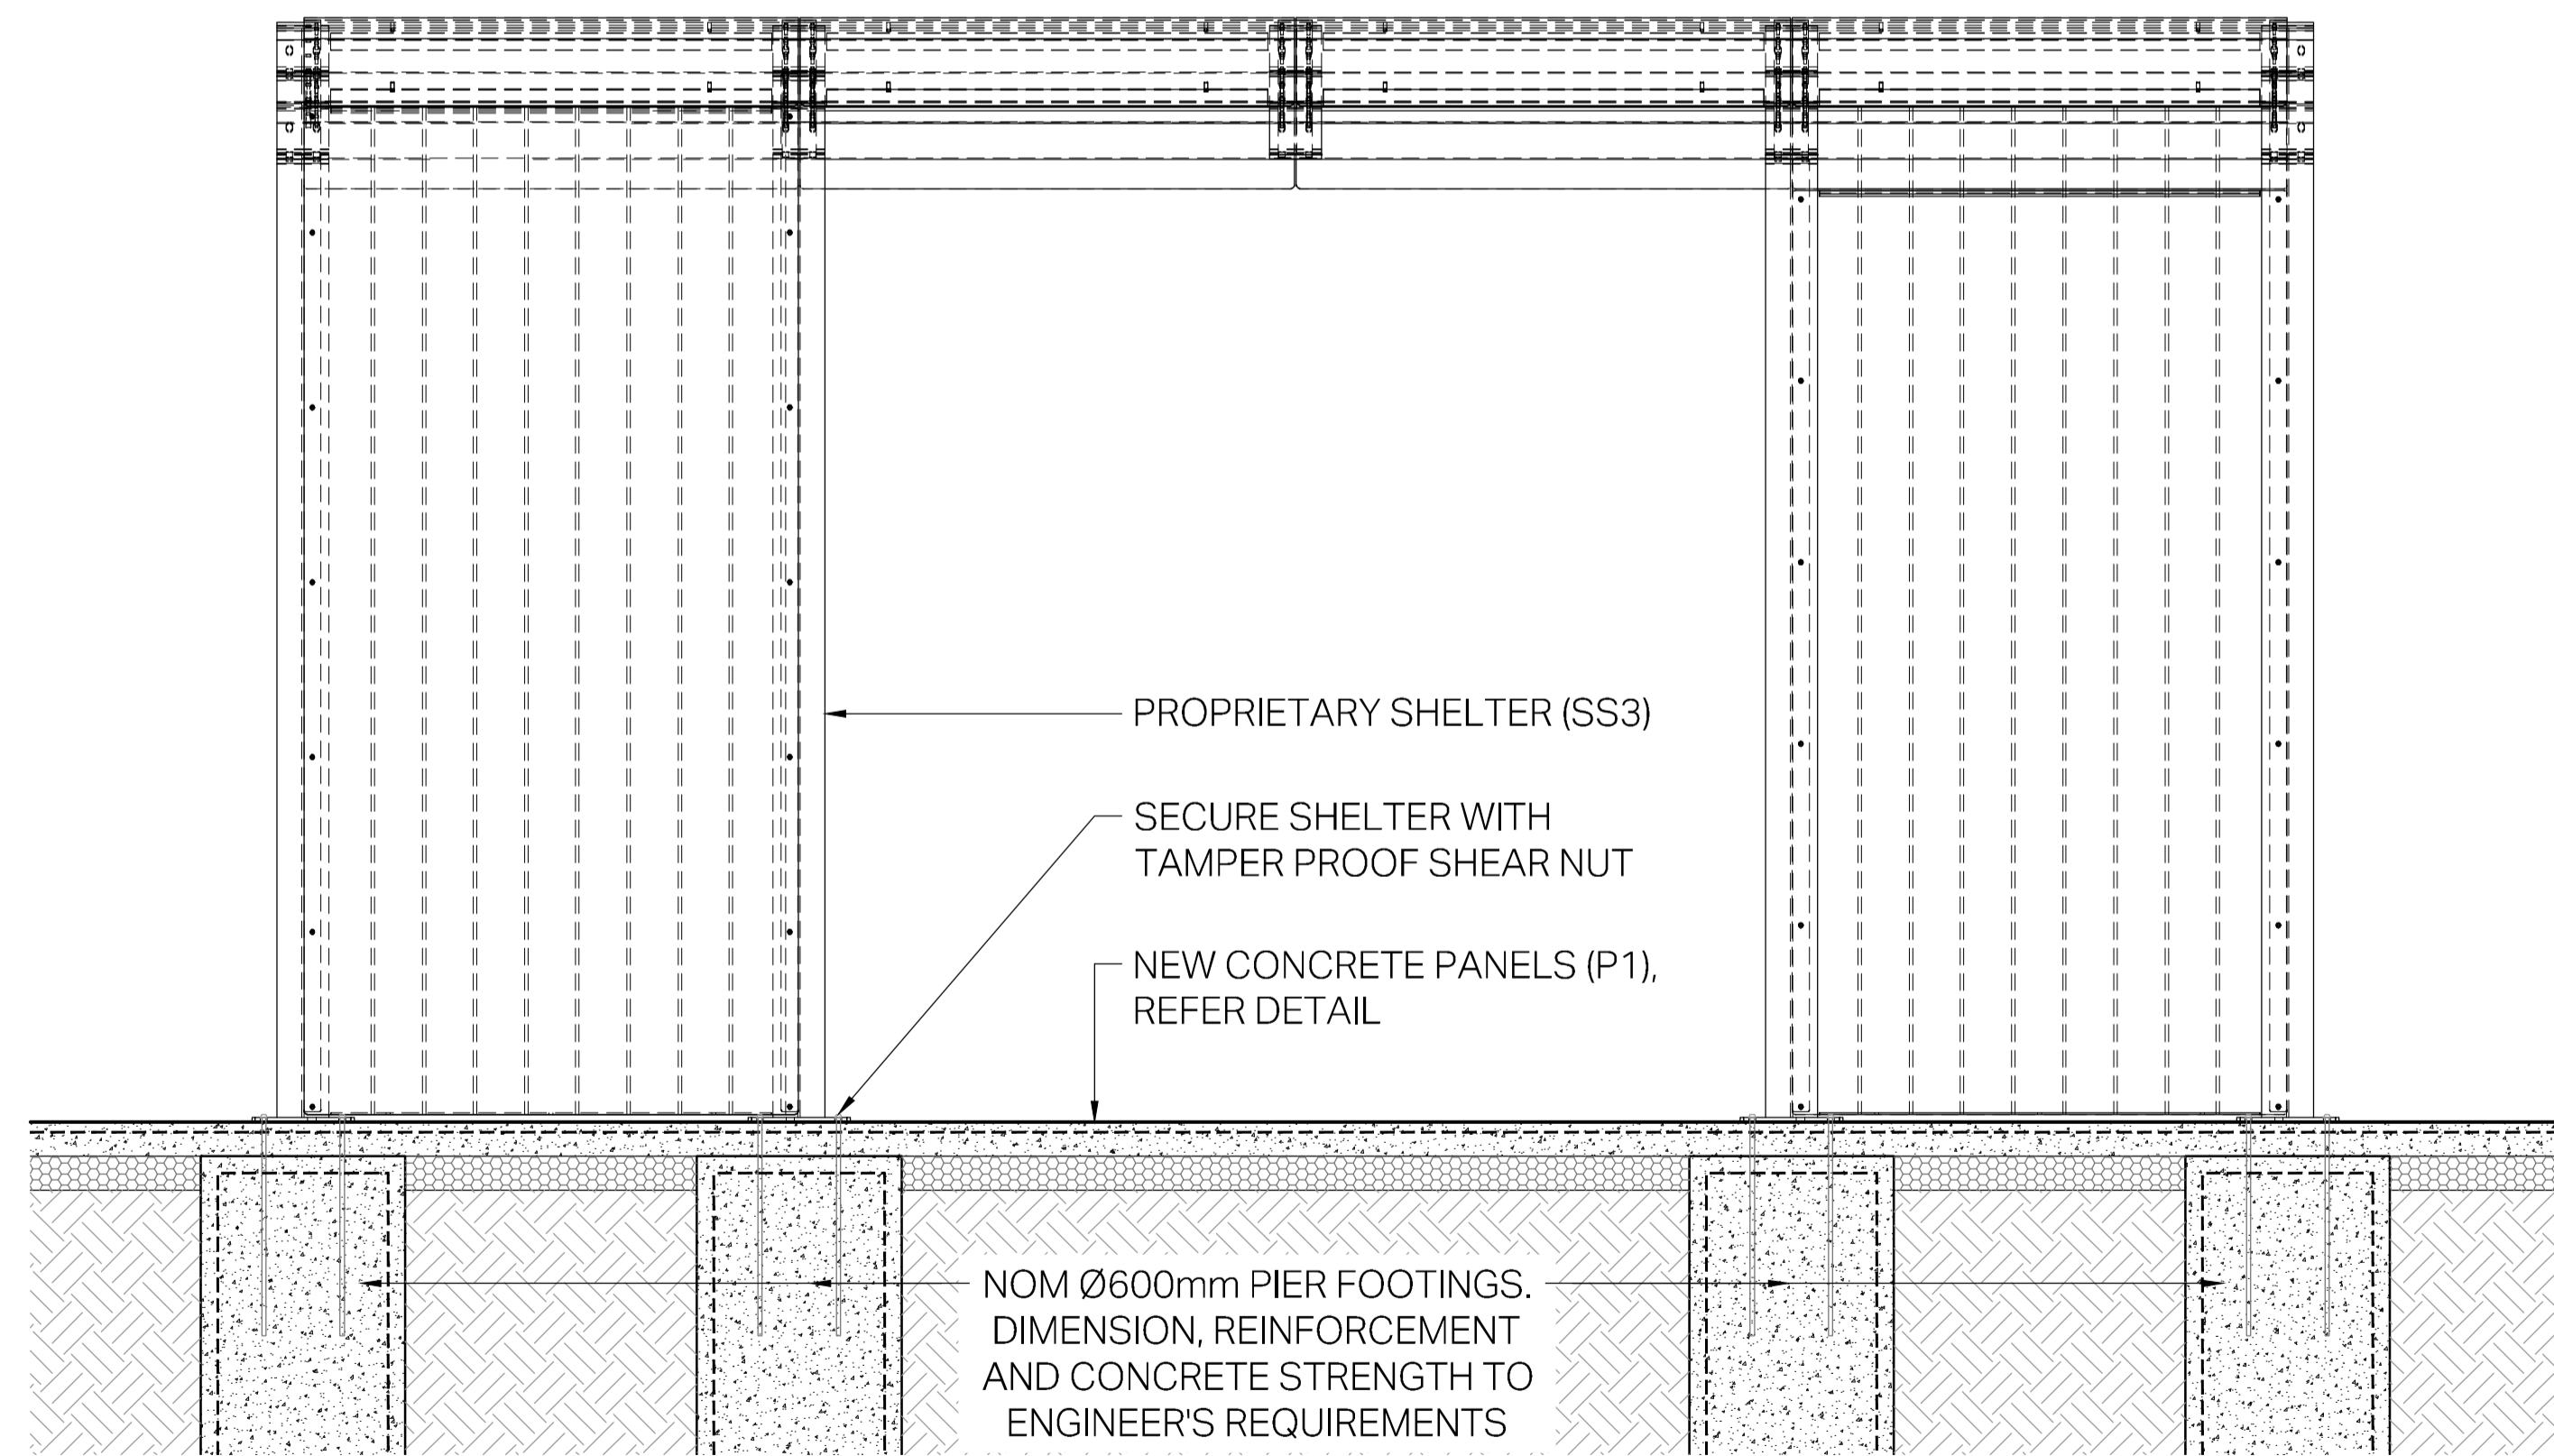 PROPRIETARY SHELTER (SS3)
SECURE SHELTER WITH
TAMPER PROOF SHEAR NUT
NEW CONCRETE PANELS (P1),
REFER DETAIL
NOM Ø600mm PIER FOOTINGS.
DIMENSION, REINFORCEMENT
AND CONCRETE STRENGTH TO
ENGINEER'S REQUIREMENTS